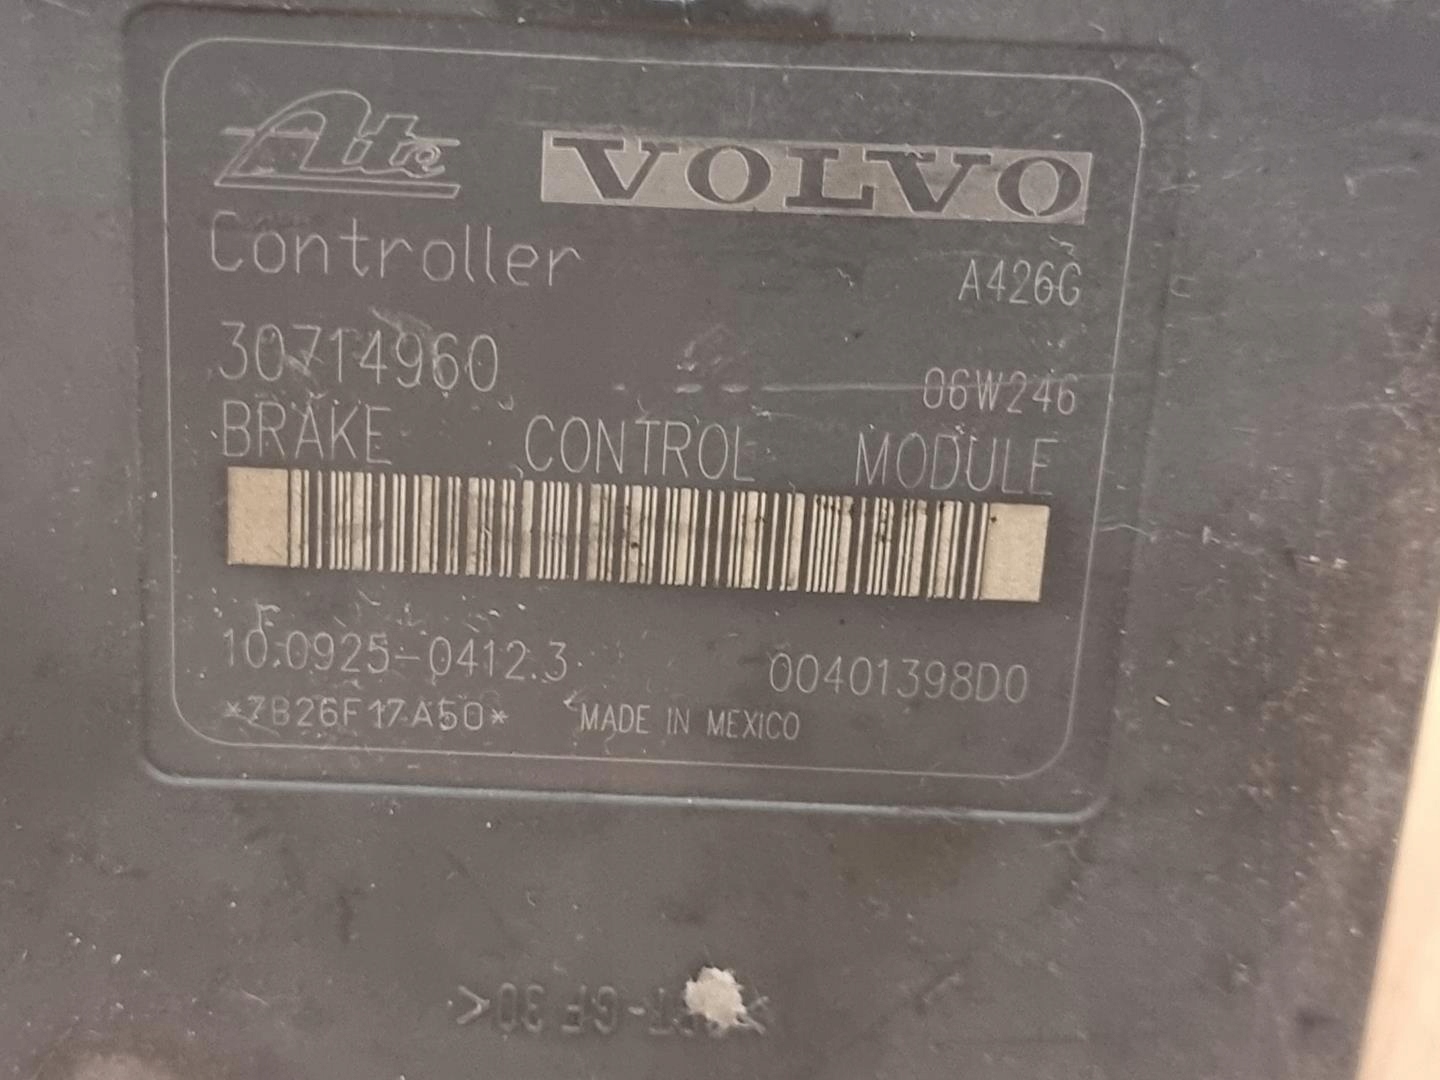 Ate VOLVO
Controller A426G
30714960 06W246
BRAKE CONTROL MODULE
10.0925-0412.3 00401398D0
*7B26F17A50* MADE IN MEXICO